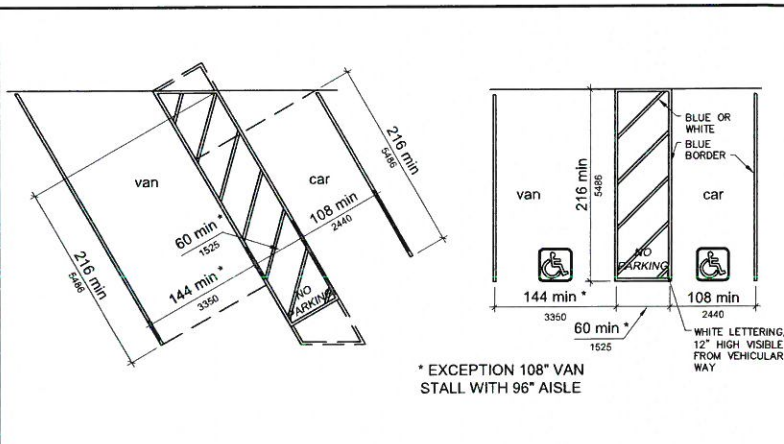 216 min
5486
van
car
108 min
2440
60 min *
1525
216 min
5486
144 min *
3350
NO
PARKING
BLUE OR
WHITE
BLUE
BORDER
216 min
5486
van
car
NO
PARKING
144 min *
3350
108 min
2440
60 min *
1525
WHITE LETTERING,
12" HIGH VISIBLE
FROM VEHICULAR
WAY
* EXCEPTION 108" VAN
STALL WITH 96" AISLE